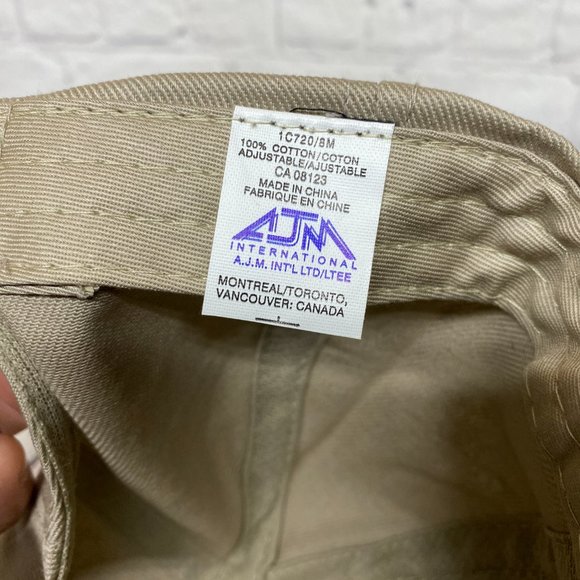 1C720/8M
100% COTTON/COTON
ADJUSTABLE/AJUSTABLE
CA 08123
MADE IN CHINA
FABRIQUE EN CHINE
AJM
INTERNATIONAL
A.J.M. INT'L LTD/LTEE
MONTREAL/TORONTO,
VANCOUVER: CANADA